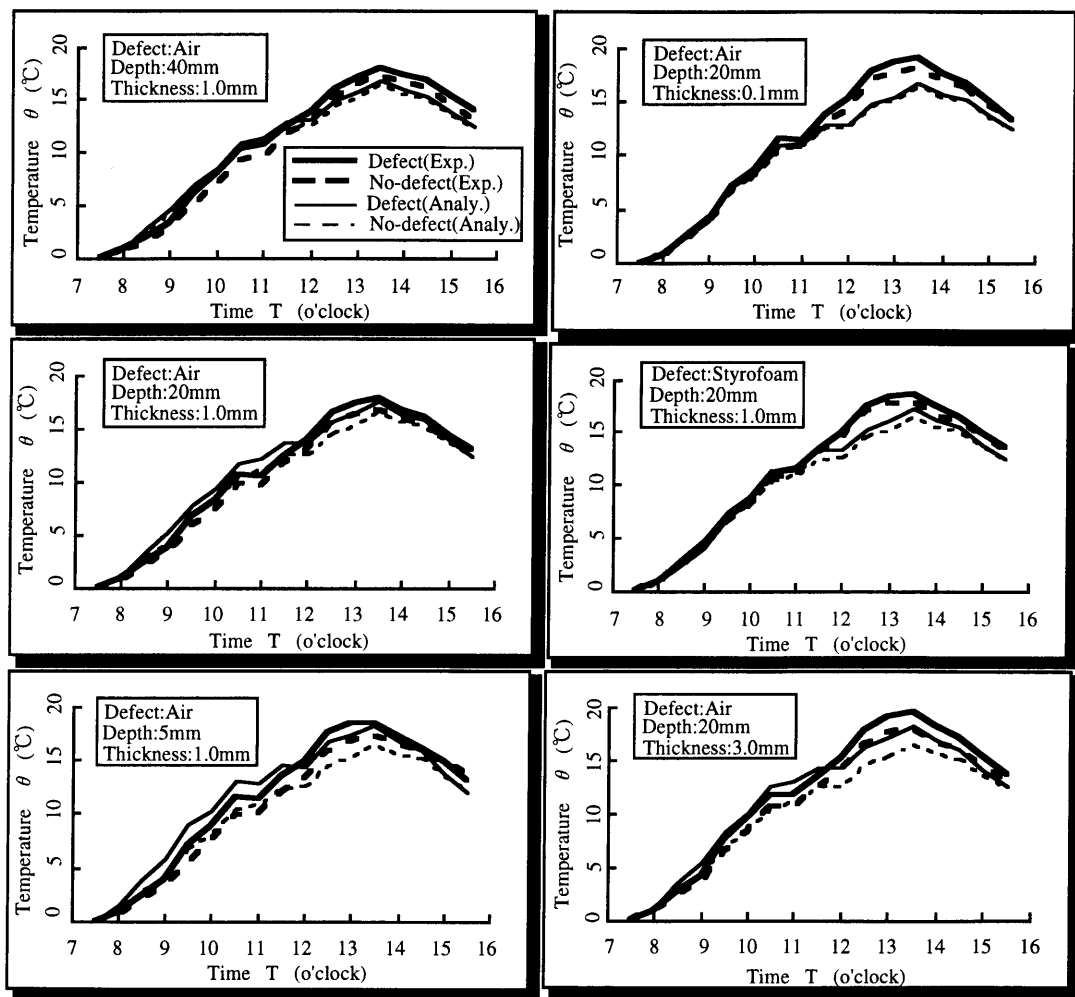 Defect:Air
Depth:40mm
Thickness:1.0mm
Temperature θ (℃)
20
15
10
5
0
Defect(Exp.)
No-defect(Exp.)
Defect(Analy.)
No-defect(Analy.)
7 8 9 10 11 12 13 14 15 16
Time T (o'clock)
Defect:Air
Depth:20mm
Thickness:0.1mm
Temperature θ (℃)
20
15
10
5
0
7 8 9 10 11 12 13 14 15 16
Time T (o'clock)
Defect:Air
Depth:20mm
Thickness:1.0mm
Temperature θ (℃)
20
15
10
5
0
7 8 9 10 11 12 13 14 15 16
Time T (o'clock)
Defect:Styrofoam
Depth:20mm
Thickness:1.0mm
Temperature θ (℃)
20
15
10
5
0
7 8 9 10 11 12 13 14 15 16
Time T (o'clock)
Defect:Air
Depth:5mm
Thickness:1.0mm
Temperature θ (℃)
20
15
10
5
0
7 8 9 10 11 12 13 14 15 16
Time T (o'clock)
Defect:Air
Depth:20mm
Thickness:3.0mm
Temperature θ (℃)
20
15
10
5
0
7 8 9 10 11 12 13 14 15 16
Time T (o'clock)